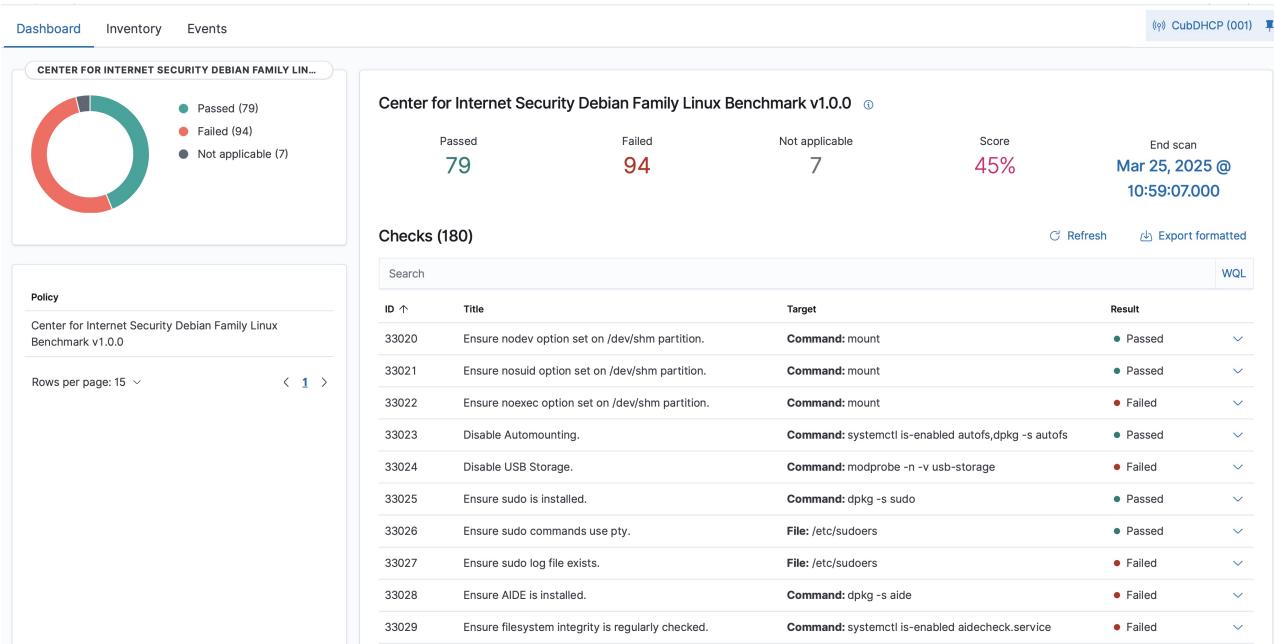 Dashboard Inventory Events
CubDHCP (001)
CENTER FOR INTERNET SECURITY DEBIAN FAMILY LIN...
Passed (79)
Failed (94)
Not applicable (7)
Policy
Center for Internet Security Debian Family Linux
Benchmark v1.0.0
Rows per page: 15
1
Center for Internet Security Debian Family Linux Benchmark v1.0.0
Passed Failed Not applicable Score End scan
79 94 7 45% Mar 25, 2025 @
10:59:07.000
Checks (180)
Refresh Export formatted
Search WQL
ID Title Target Result
33020 Ensure nodev option set on /dev/shm partition. Command: mount Passed
33021 Ensure nosuid option set on /dev/shm partition. Command: mount Passed
33022 Ensure noexec option set on /dev/shm partition. Command: mount Failed
33023 Disable Automounting. Command: systemctl is-enabled autofs,dpkg -s autofs Passed
33024 Disable USB Storage. Command: modprobe -n -v usb-storage Failed
33025 Ensure sudo is installed. Command: dpkg -s sudo Passed
33026 Ensure sudo commands use pty. File: /etc/sudoers Passed
33027 Ensure sudo log file exists. File: /etc/sudoers Failed
33028 Ensure AIDE is installed. Command: dpkg -s aide Failed
33029 Ensure filesystem integrity is regularly checked. Command: systemctl is-enabled aidecheck.service Failed